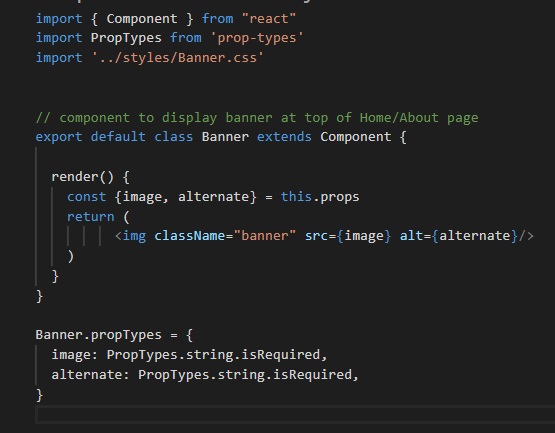 import { Component } from "react"
import PropTypes from 'prop-types'
import '../styles/Banner.css'
// component to display banner at top of Home/About page
export default class Banner extends Component {
render() {
const {image, alternate} = this.props
return (
<img className="banner" src={image} alt={alternate}/>
)
}
}
Banner.propTypes = {
image: PropTypes.string.isRequired,
alternate: PropTypes.string.isRequired,
}